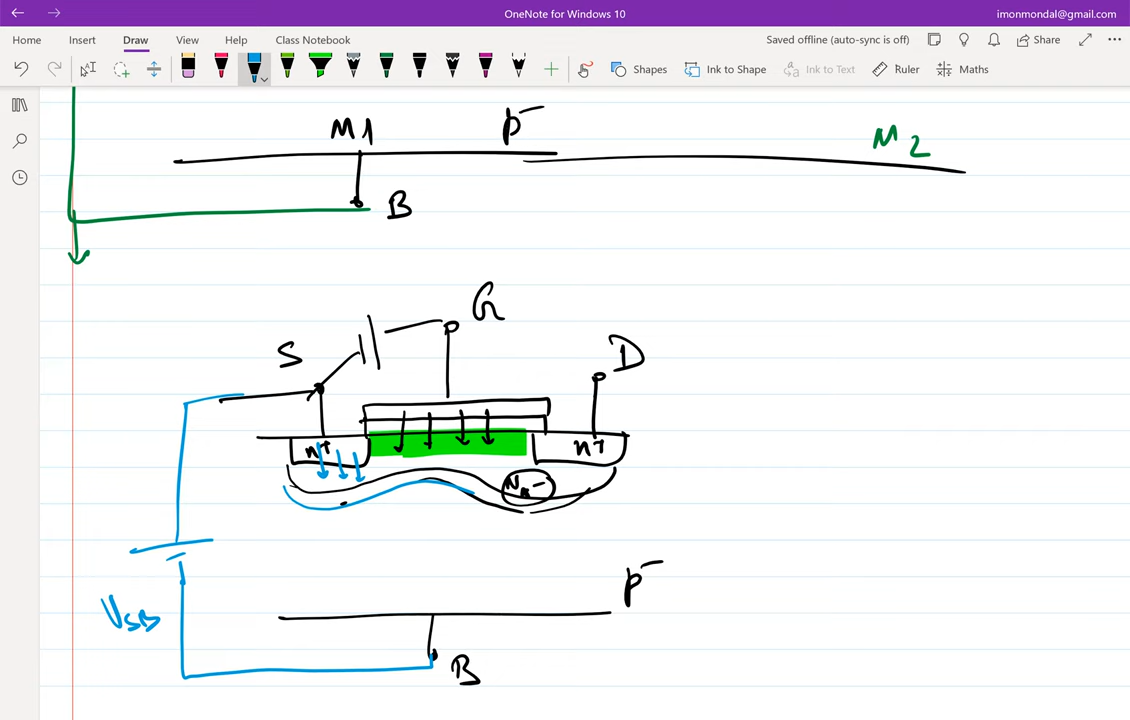 OneNote for Windows 10
imonmondal@gmail.com
Home Insert Draw View Help Class Notebook
Saved offline (auto-sync is off) Share
Shapes Ink to Shape Ink to Text Ruler Maths
M1 p⁻
M2
B
G
S D
n+ n+
NA-
p⁻
VSB
B